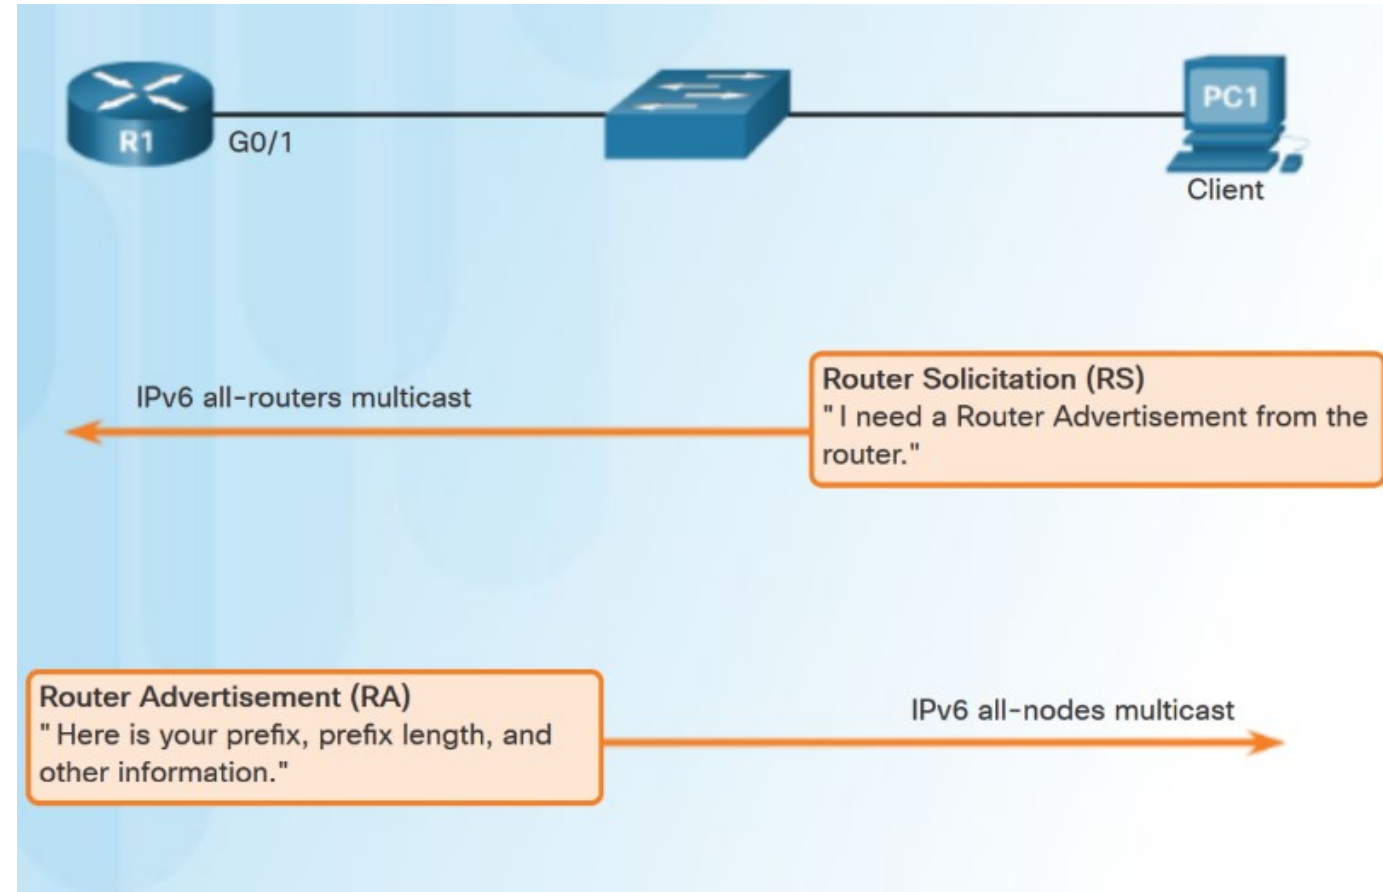 R1
G0/1
PC1
Client
IPv6 all-routers multicast
Router Solicitation (RS)
"I need a Router Advertisement from the
router."
Router Advertisement (RA)
"Here is your prefix, prefix length, and
other information."
IPv6 all-nodes multicast